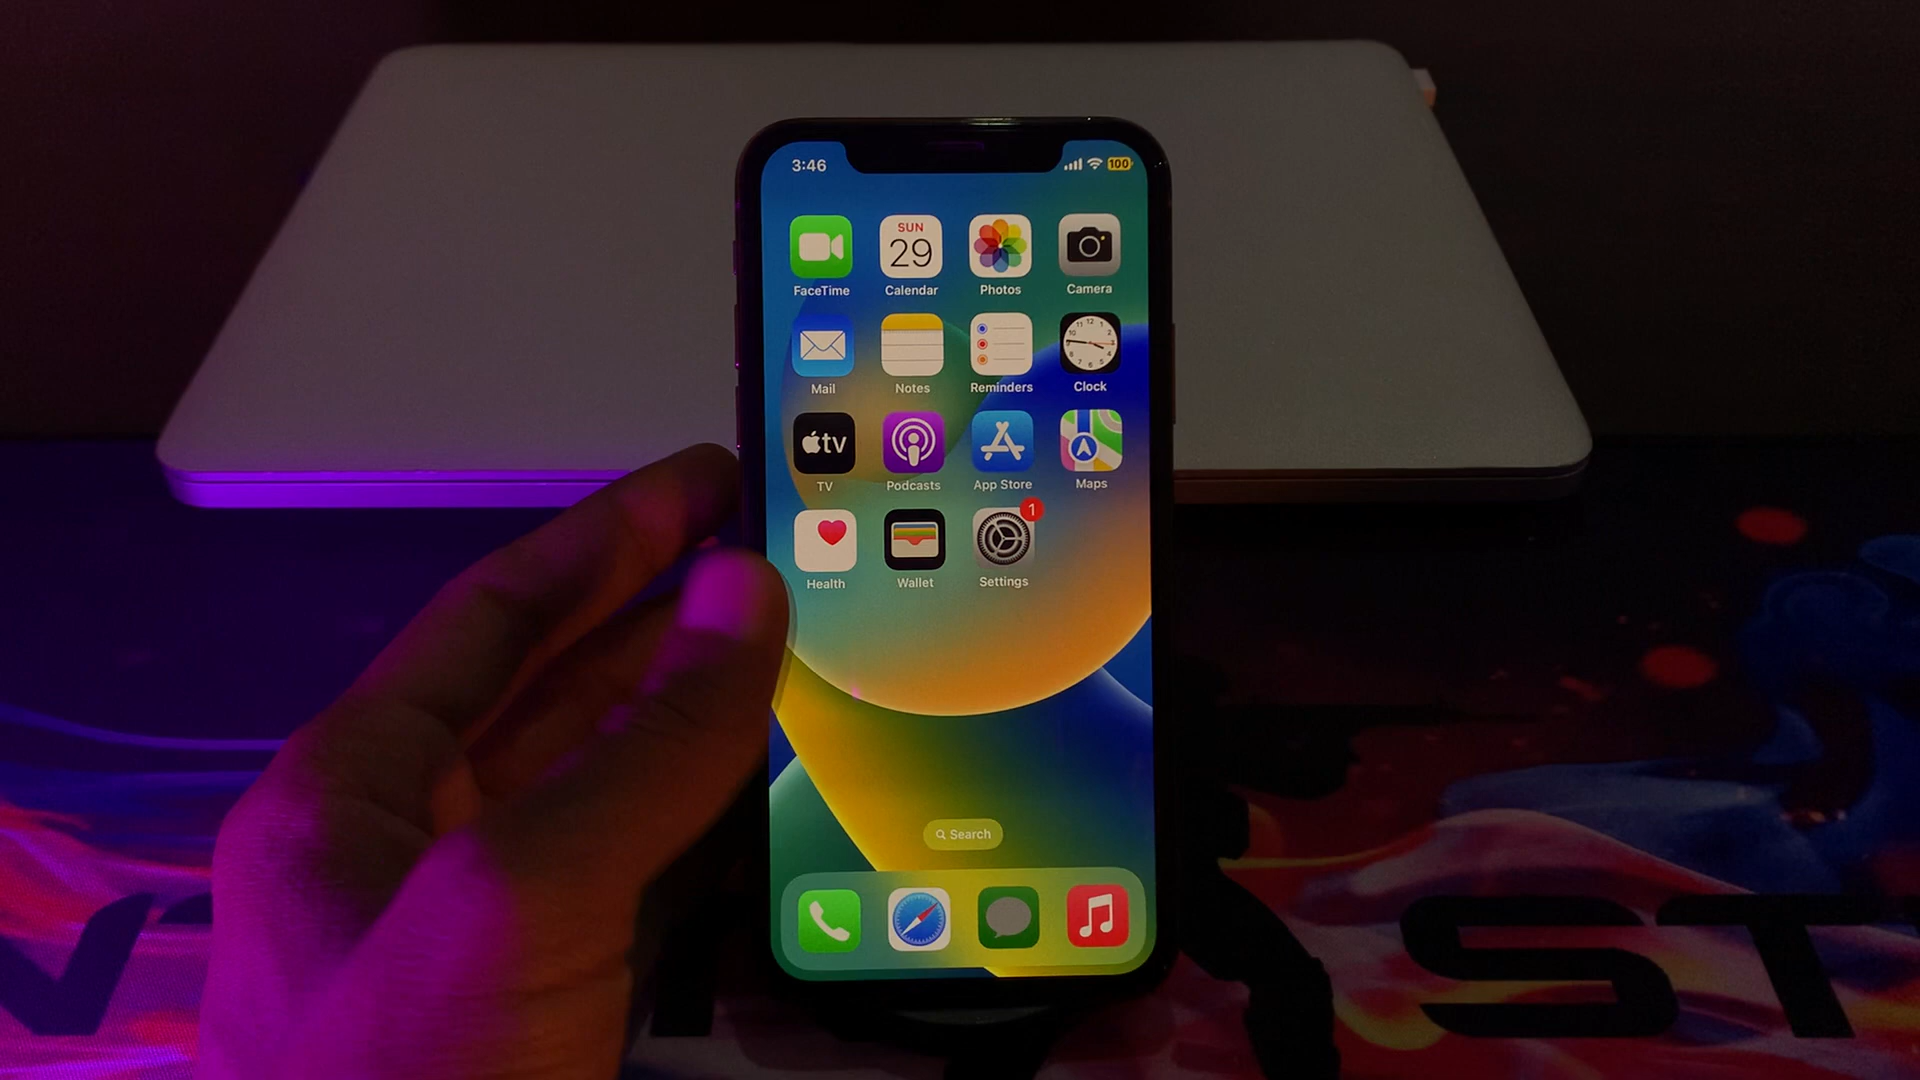 3:46 100
SUN
29
FaceTime Calendar Photos Camera
Mail Notes Reminders Clock
tv
TV Podcasts App Store Maps
1
Health Wallet Settings
Search
ST